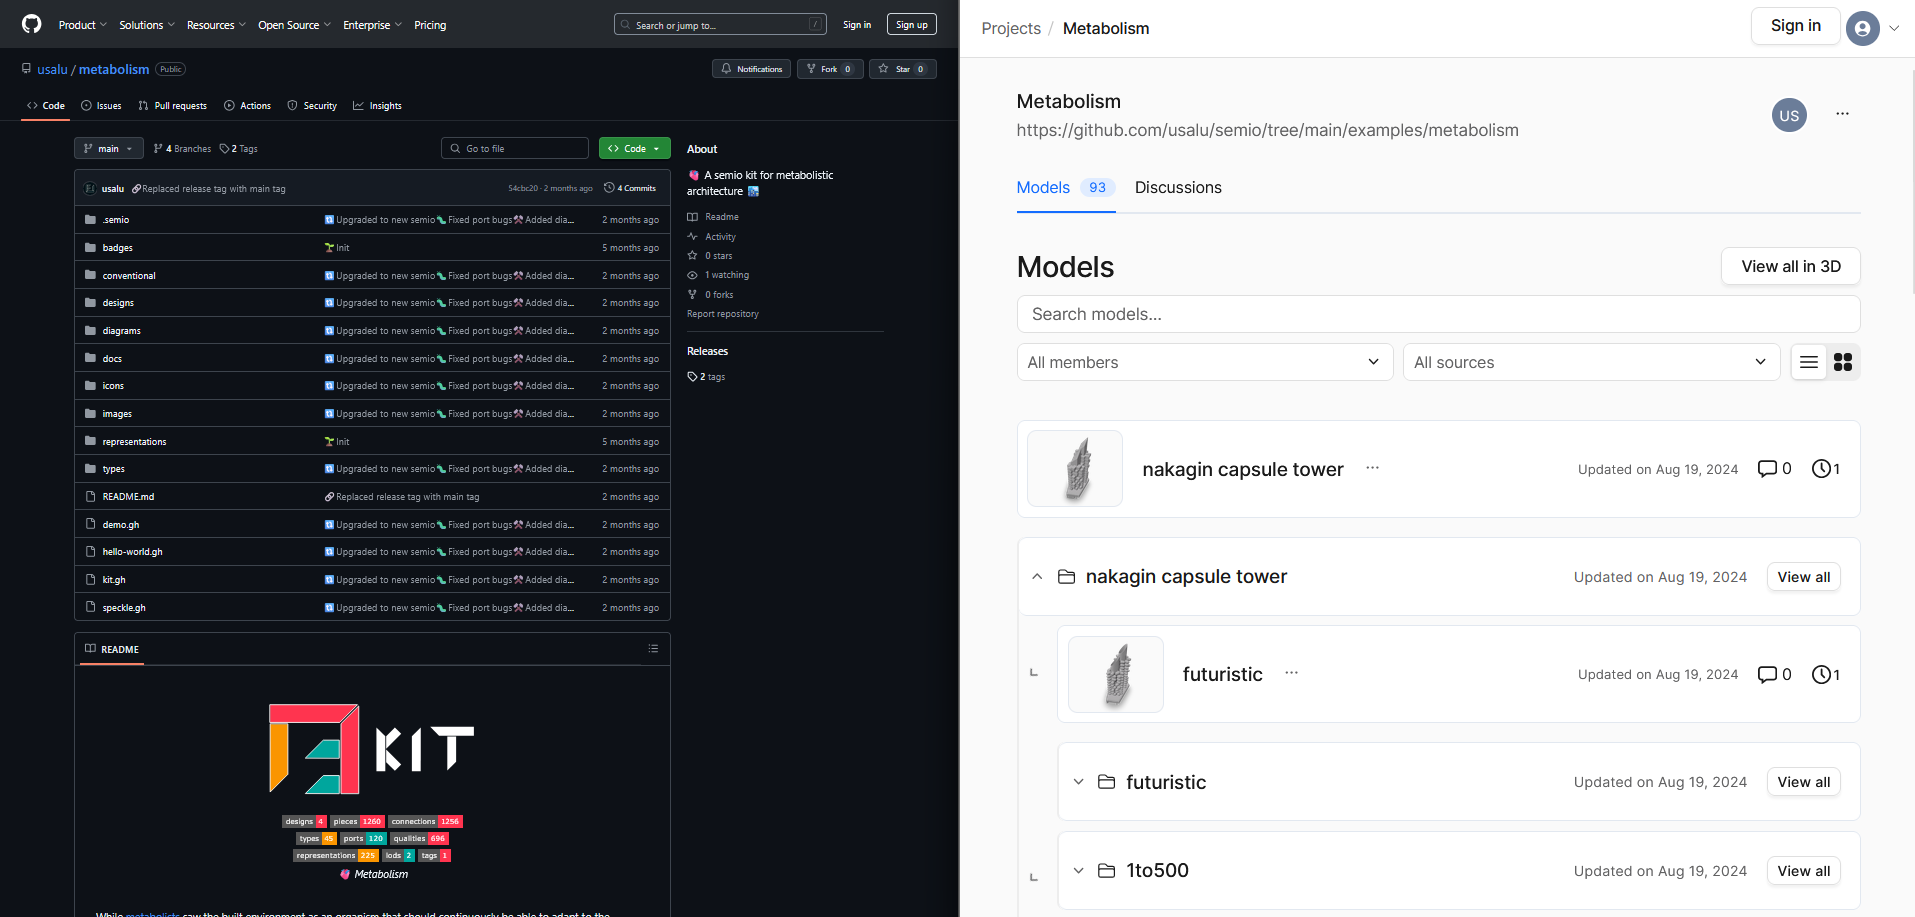 Product Solutions Resources Open Source Enterprise Pricing Search or jump to... / Sign in Sign up
usalu / metabolism Public Notifications Fork 0 Star 0
Code Issues Pull requests Actions Security Insights
main 4 Branches 2 Tags Go to file Code
usalu Replaced release tag with main tag 54cbc20 · 2 months ago 4 Commits
.semio Upgraded to new semio Fixed port bugs Added dia... 2 months ago
badges Init 5 months ago
conventional Upgraded to new semio Fixed port bugs Added dia... 2 months ago
designs Upgraded to new semio Fixed port bugs Added dia... 2 months ago
diagrams Upgraded to new semio Fixed port bugs Added dia... 2 months ago
docs Upgraded to new semio Fixed port bugs Added dia... 2 months ago
icons Upgraded to new semio Fixed port bugs Added dia... 2 months ago
images Upgraded to new semio Fixed port bugs Added dia... 2 months ago
representations Init 5 months ago
types Upgraded to new semio Fixed port bugs Added dia... 2 months ago
README.md Replaced release tag with main tag 2 months ago
demo.gh Upgraded to new semio Fixed port bugs Added dia... 2 months ago
hello-world.gh Upgraded to new semio Fixed port bugs Added dia... 2 months ago
kit.gh Upgraded to new semio Fixed port bugs Added dia... 2 months ago
speckle.gh Upgraded to new semio Fixed port bugs Added dia... 2 months ago
README
KIT
designs 4 pieces 1260 connections 1256
types 45 ports 120 qualities 696
representations 225 lods 2 tags 1
Metabolism
While metabolists saw the built environment as an organism that should continuously be able to adapt to the
About
A semio kit for metabolistic
architecture
Readme
Activity
0 stars
1 watching
0 forks
Report repository
Releases
2 tags
Projects / Metabolism Sign in
Metabolism
https://github.com/usalu/semio/tree/main/examples/metabolism
US
Models 93 Discussions
Models View all in 3D
Search models...
All members All sources
nakagin capsule tower Updated on Aug 19, 2024 0 1
nakagin capsule tower Updated on Aug 19, 2024 View all
futuristic Updated on Aug 19, 2024 0 1
futuristic Updated on Aug 19, 2024 View all
1to500 Updated on Aug 19, 2024 View all